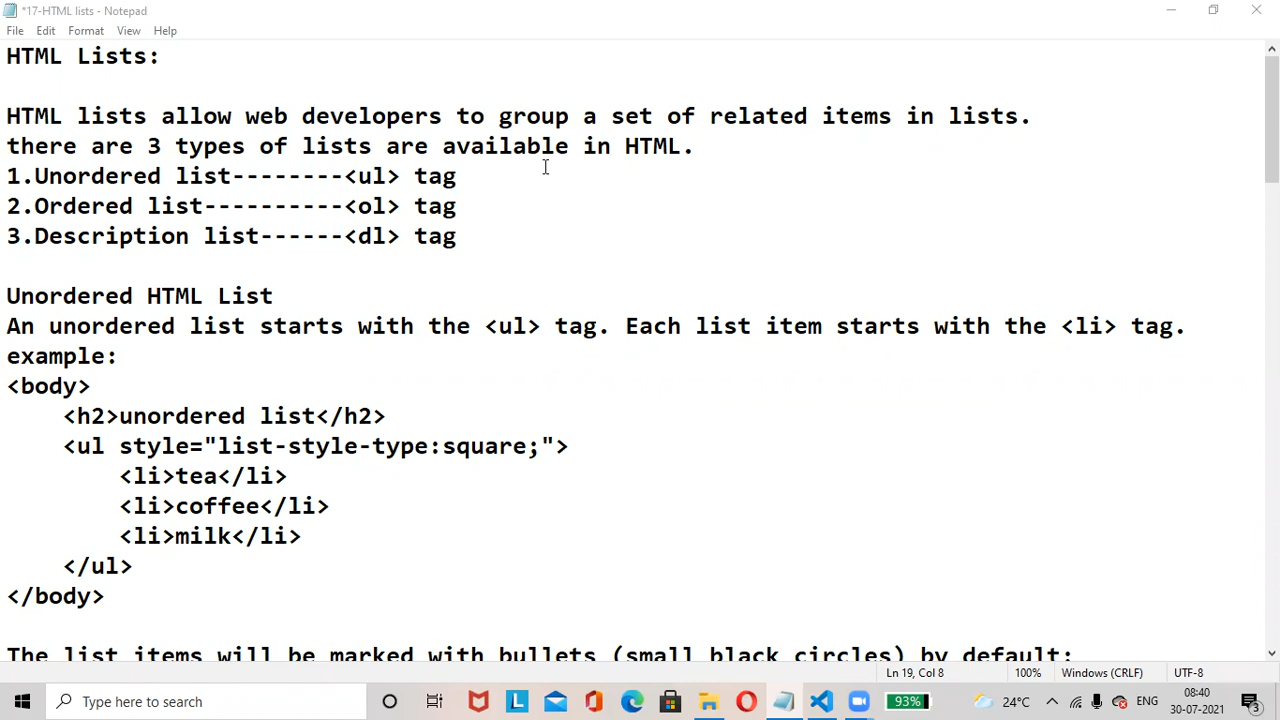 *17-HTML lists - Notepad
File Edit Format View Help
HTML Lists:
HTML lists allow web developers to group a set of related items in lists.
there are 3 types of lists are available in HTML.
1.Unordered list--------<ul> tag
2.Ordered list----------<ol> tag
3.Description list------<dl> tag
Unordered HTML List
An unordered list starts with the <ul> tag. Each list item starts with the <li> tag.
example:
<body>
<h2>unordered list</h2>
<ul style="list-style-type:square;">
<li>tea</li>
<li>coffee</li>
<li>milk</li>
</ul>
</body>
The list items will be marked with bullets (small black circles) by default:
Ln 19, Col 8 100% Windows (CRLF) UTF-8
Type here to search L 93% 24°C ENG 08:40
30-07-2021 3